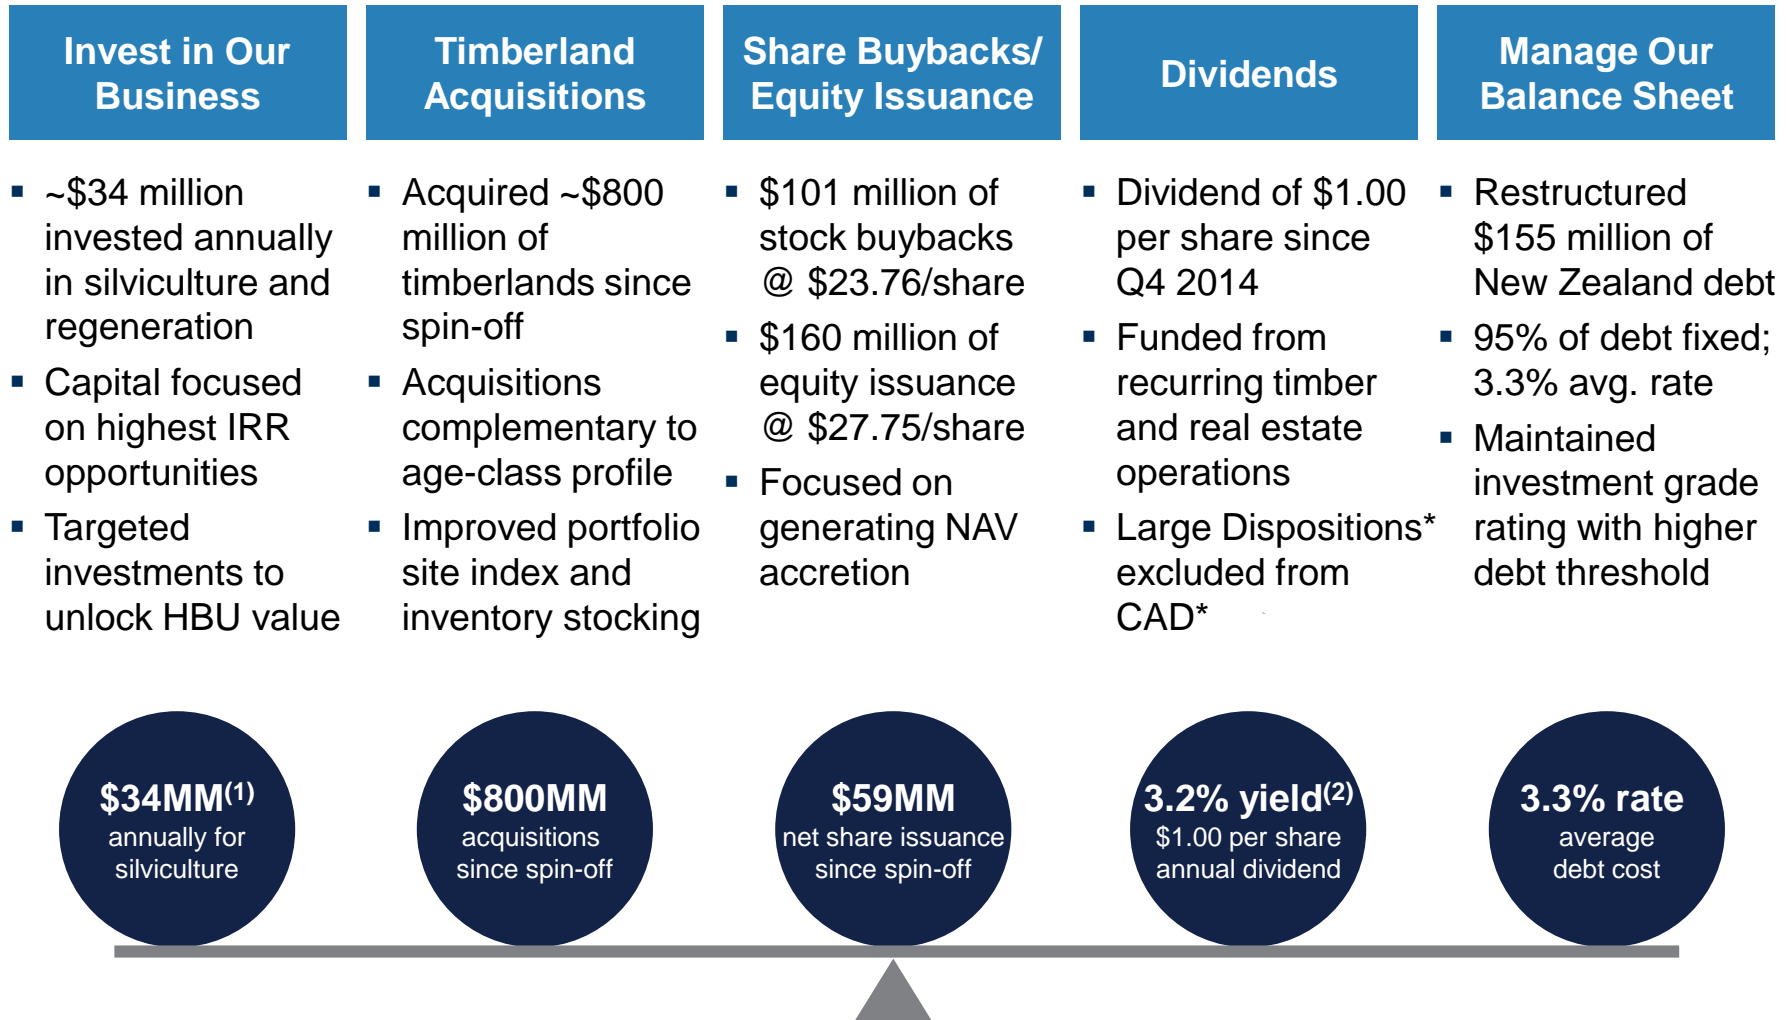 Invest in Our
Business
▪ ~$34 million
invested annually
in silviculture and
regeneration
▪ Capital focused
on highest IRR
opportunities
▪ Targeted
investments to
unlock HBU value
Timberland
Acquisitions
▪ Acquired ~$800
million of
timberlands since
spin-off
▪ Acquisitions
complementary to
age-class profile
▪ Improved portfolio
site index and
inventory stocking
Share Buybacks/
Equity Issuance
▪ $101 million of
stock buybacks
@ $23.76/share
▪ $160 million of
equity issuance
@ $27.75/share
▪ Focused on
generating NAV
accretion
Dividends
▪ Dividend of $1.00
per share since
Q4 2014
▪ Funded from
recurring timber
and real estate
operations
▪ Large Dispositions*
excluded from
CAD*
Manage Our
Balance Sheet
▪ Restructured
$155 million of
New Zealand debt
▪ 95% of debt fixed;
3.3% avg. rate
▪ Maintained
investment grade
rating with higher
debt threshold
$34MM(1)
annually for
silviculture
$800MM
acquisitions
since spin-off
$59MM
net share issuance
since spin-off
3.2% yield(2)
$1.00 per share
annual dividend
3.3% rate
average
debt cost